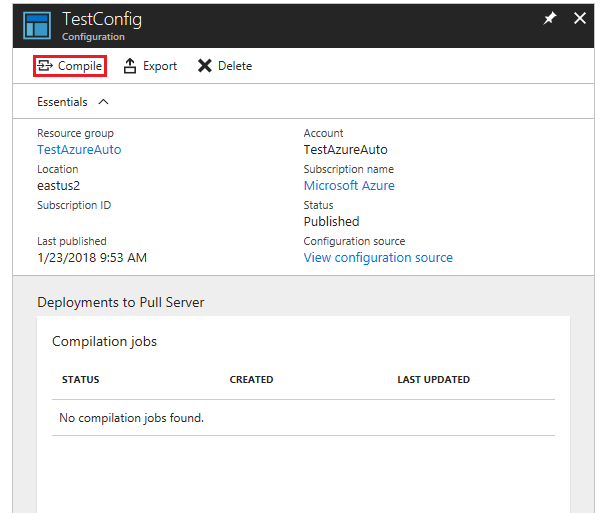 TestConfig
Configuration
Compile Export Delete
Essentials
Resource group Account
TestAzureAuto TestAzureAuto
Location Subscription name
eastus2 Microsoft Azure
Subscription ID Status
Published
Last published Configuration source
1/23/2018 9:53 AM View configuration source
Deployments to Pull Server
Compilation jobs
STATUS CREATED LAST UPDATED
No compilation jobs found.